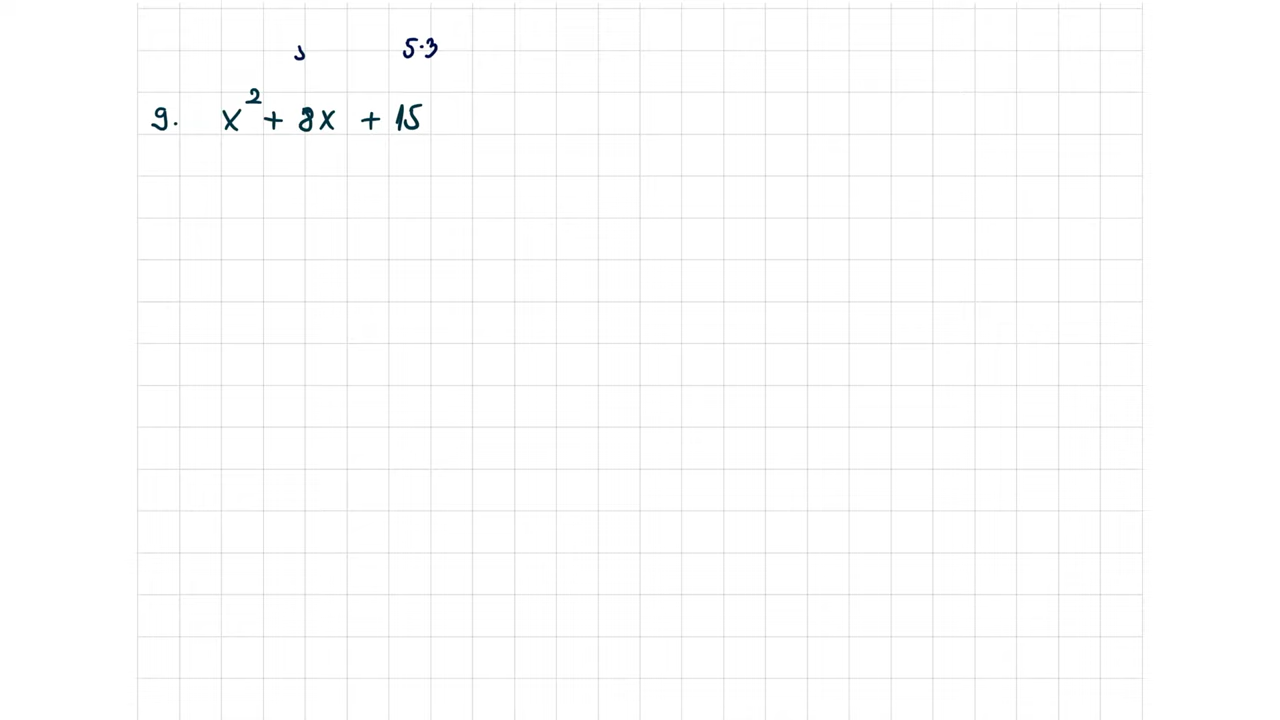 5·3
9. x² + 8x + 15